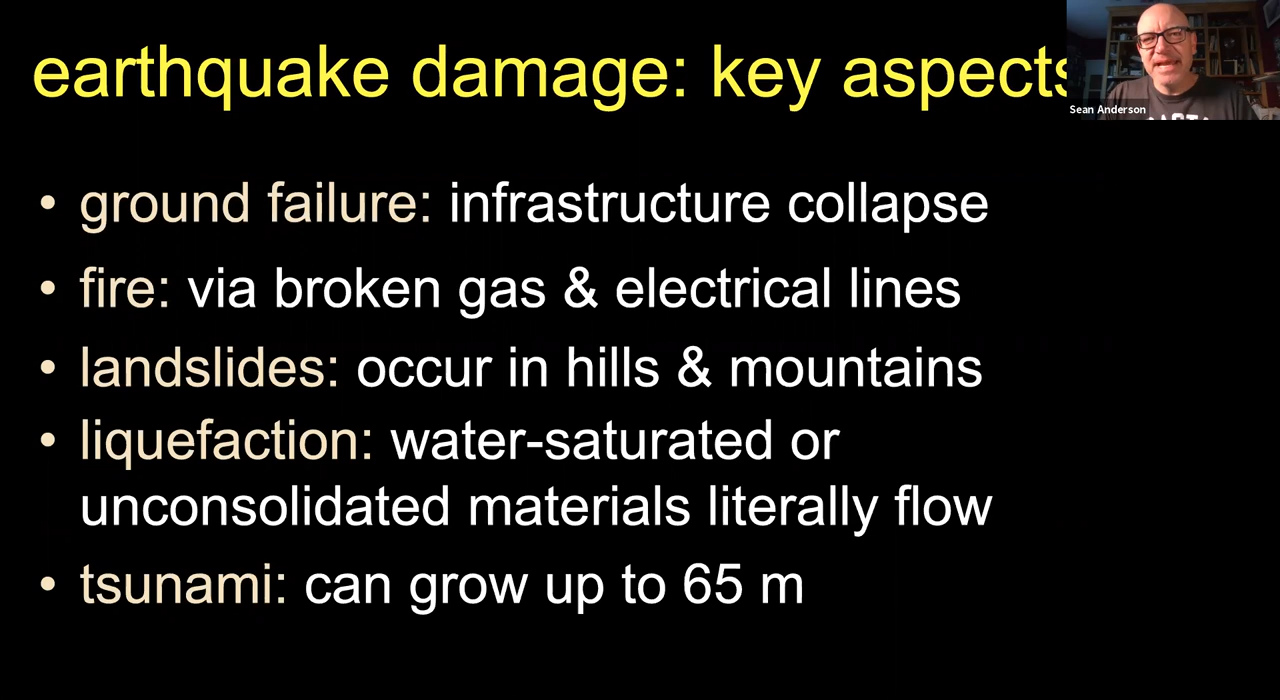 earthquake damage: key aspects
Sean Anderson
• ground failure: infrastructure collapse
• fire: via broken gas & electrical lines
• landslides: occur in hills & mountains
• liquefaction: water-saturated or
unconsolidated materials literally flow
• tsunami: can grow up to 65 m